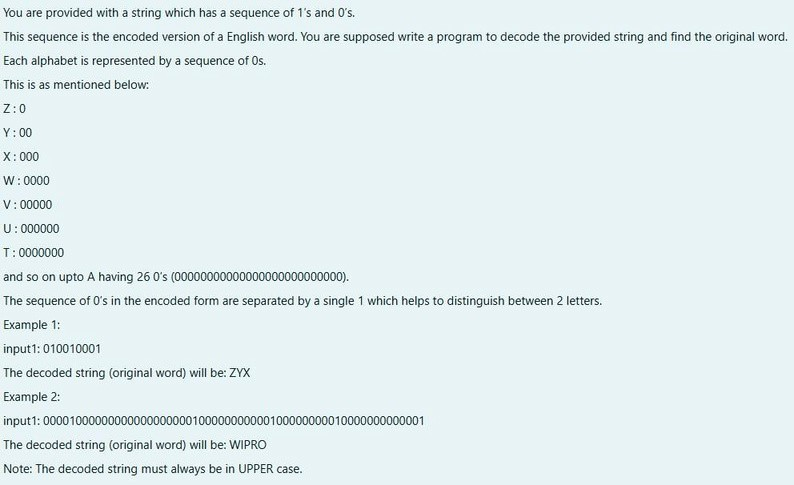 You are provided with a string which has a sequence of 1's and 0's.
This sequence is the encoded version of a English word. You are supposed write a program to decode the provided string and find the original word.
Each alphabet is represented by a sequence of 0s.
This is as mentioned below:
Z : 0
Y : 00
X : 000
W : 0000
V : 00000
U : 000000
T : 0000000
and so on upto A having 26 0's (00000000000000000000000000).
The sequence of 0's in the encoded form are separated by a single 1 which helps to distinguish between 2 letters.
Example 1:
input1: 010010001
The decoded string (original word) will be: ZYX
Example 2:
input1: 00001000000000000000000100000000000100000000010000000000001
The decoded string (original word) will be: WIPRO
Note: The decoded string must always be in UPPER case.